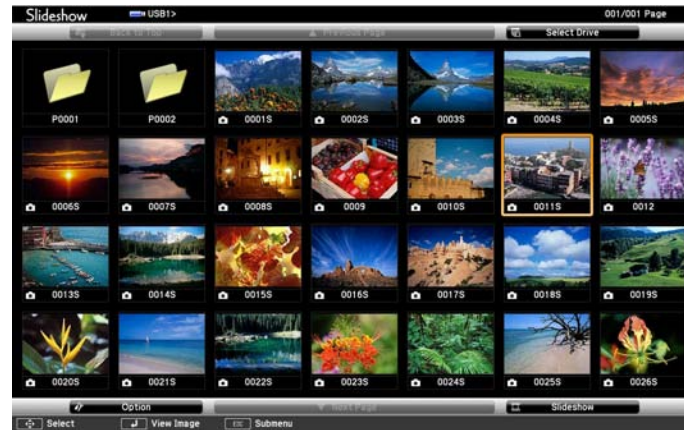 Slideshow USB1> 001/001 Page
Back to Top Previous Page Select Drive
P0001 P0002 0001S 0002S 0003S 0004S 0005S
0006S 0007S 0008S 0009 0010S 0011S 0012
0013S 0014S 0015S 0016S 0017S 0018S 0019S
0020S 0021S 0022S 0023S 0024S 0025S 0026S
Option Next Page Slideshow
Select View Image Esc Submenu